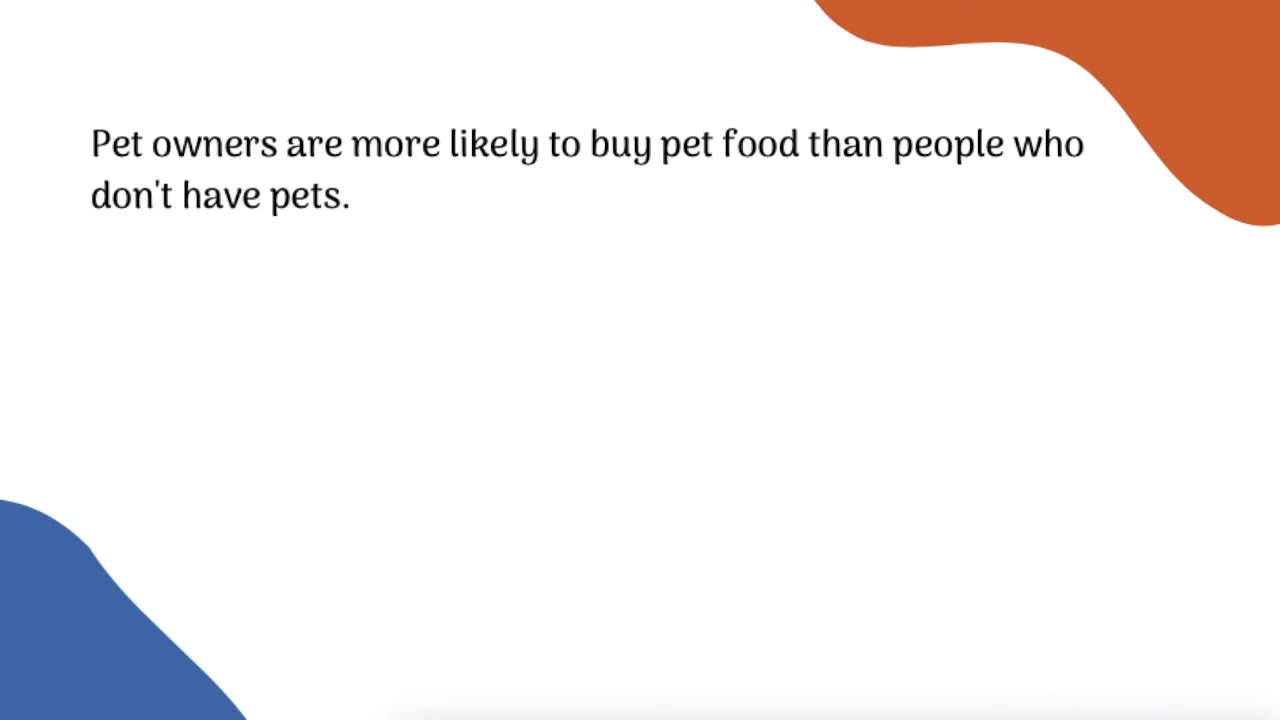 Pet owners are more likely to buy pet food than people who
don't have pets.